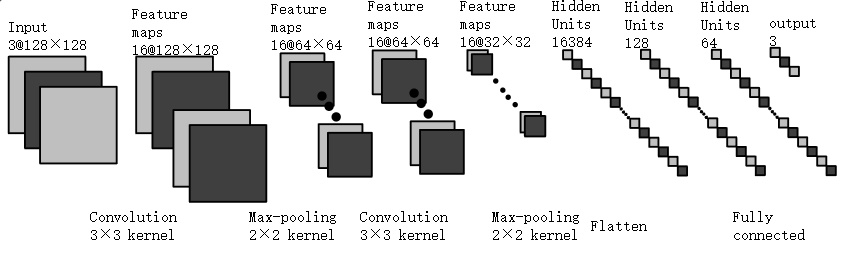 Input
3@128×128
Feature
maps
16@128×128
Feature
maps
16@64×64
Feature
maps
16@64×64
Feature
maps
16@32×32
Hidden
Units
16384
Hidden
Units
128
Hidden
Units
64
output
3
Convolution
3×3 kernel
Max-pooling
2×2 kernel
Convolution
3×3 kernel
Max-pooling
2×2 kernel
Flatten
Fully
connected